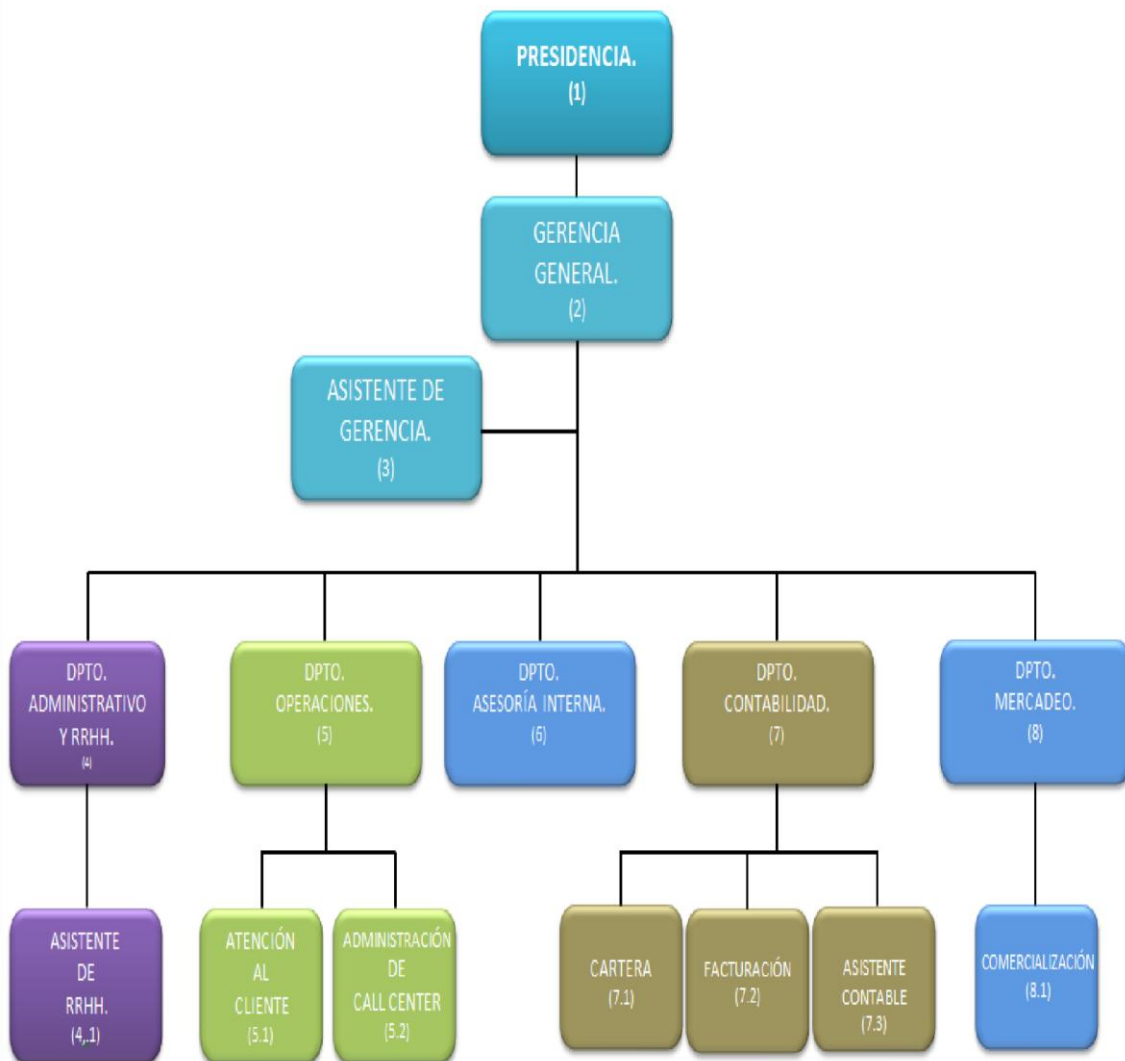 PRESIDENCIA.
(1)
GERENCIA
GENERAL.
(2)
ASISTENTE DE
GERENCIA.
(3)
DPTO.
ADMINISTRATIVO
Y RRHH.
(4)
DPTO.
OPERACIONES.
(5)
DPTO.
ASESORÍA INTERNA.
(6)
DPTO.
CONTABILIDAD.
(7)
DPTO.
MERCADEO.
(8)
ASISTENTE
DE
RRHH.
(4,.1)
ATENCIÓN
AL
CLIENTE
(5.1)
ADMINISTRACIÓN
DE
CALL CENTER
(5.2)
CARTERA
(7.1)
FACTURACIÓN
(7.2)
ASISTENTE
CONTABLE
(7.3)
COMERCIALIZACIÓN
(8.1)